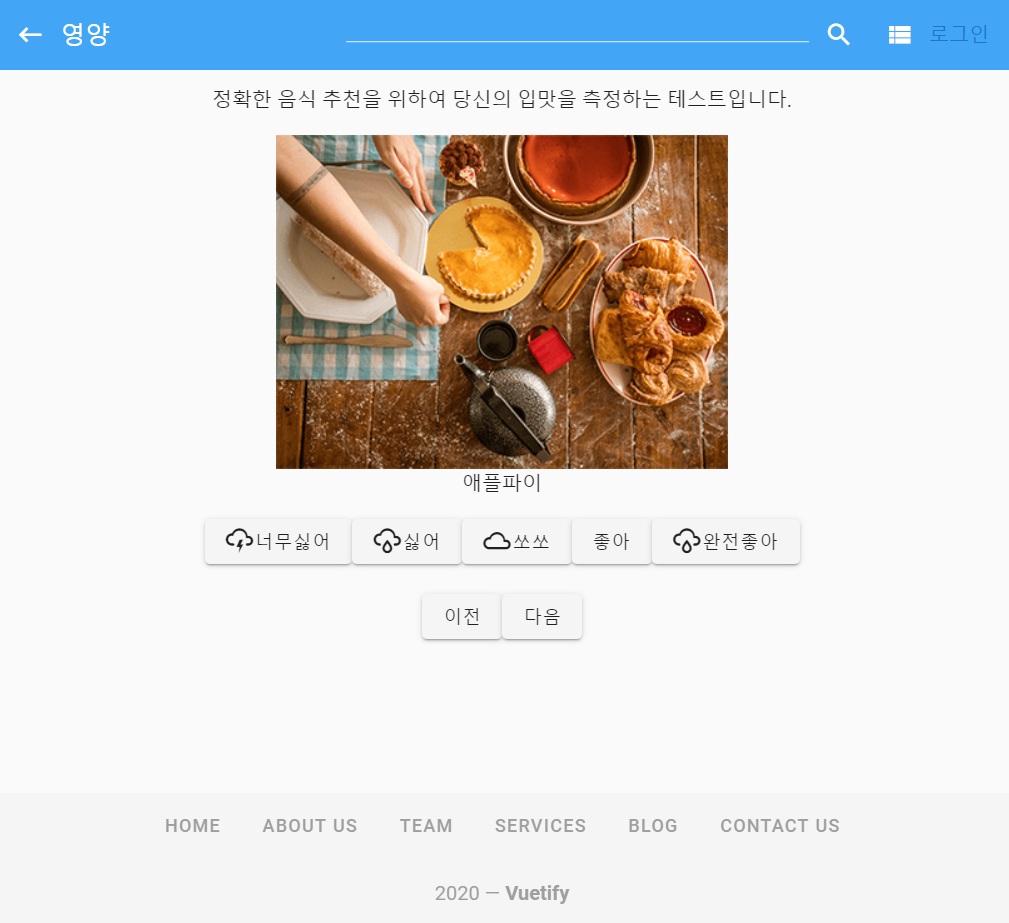 영양 로그인
정확한 음식 추천을 위하여 당신의 입맛을 측정하는 테스트입니다.
애플파이
너무싫어 싫어 쏘쏘 좋아 완전좋아
이전 다음
HOME ABOUT US TEAM SERVICES BLOG CONTACT US
2020 — Vuetify